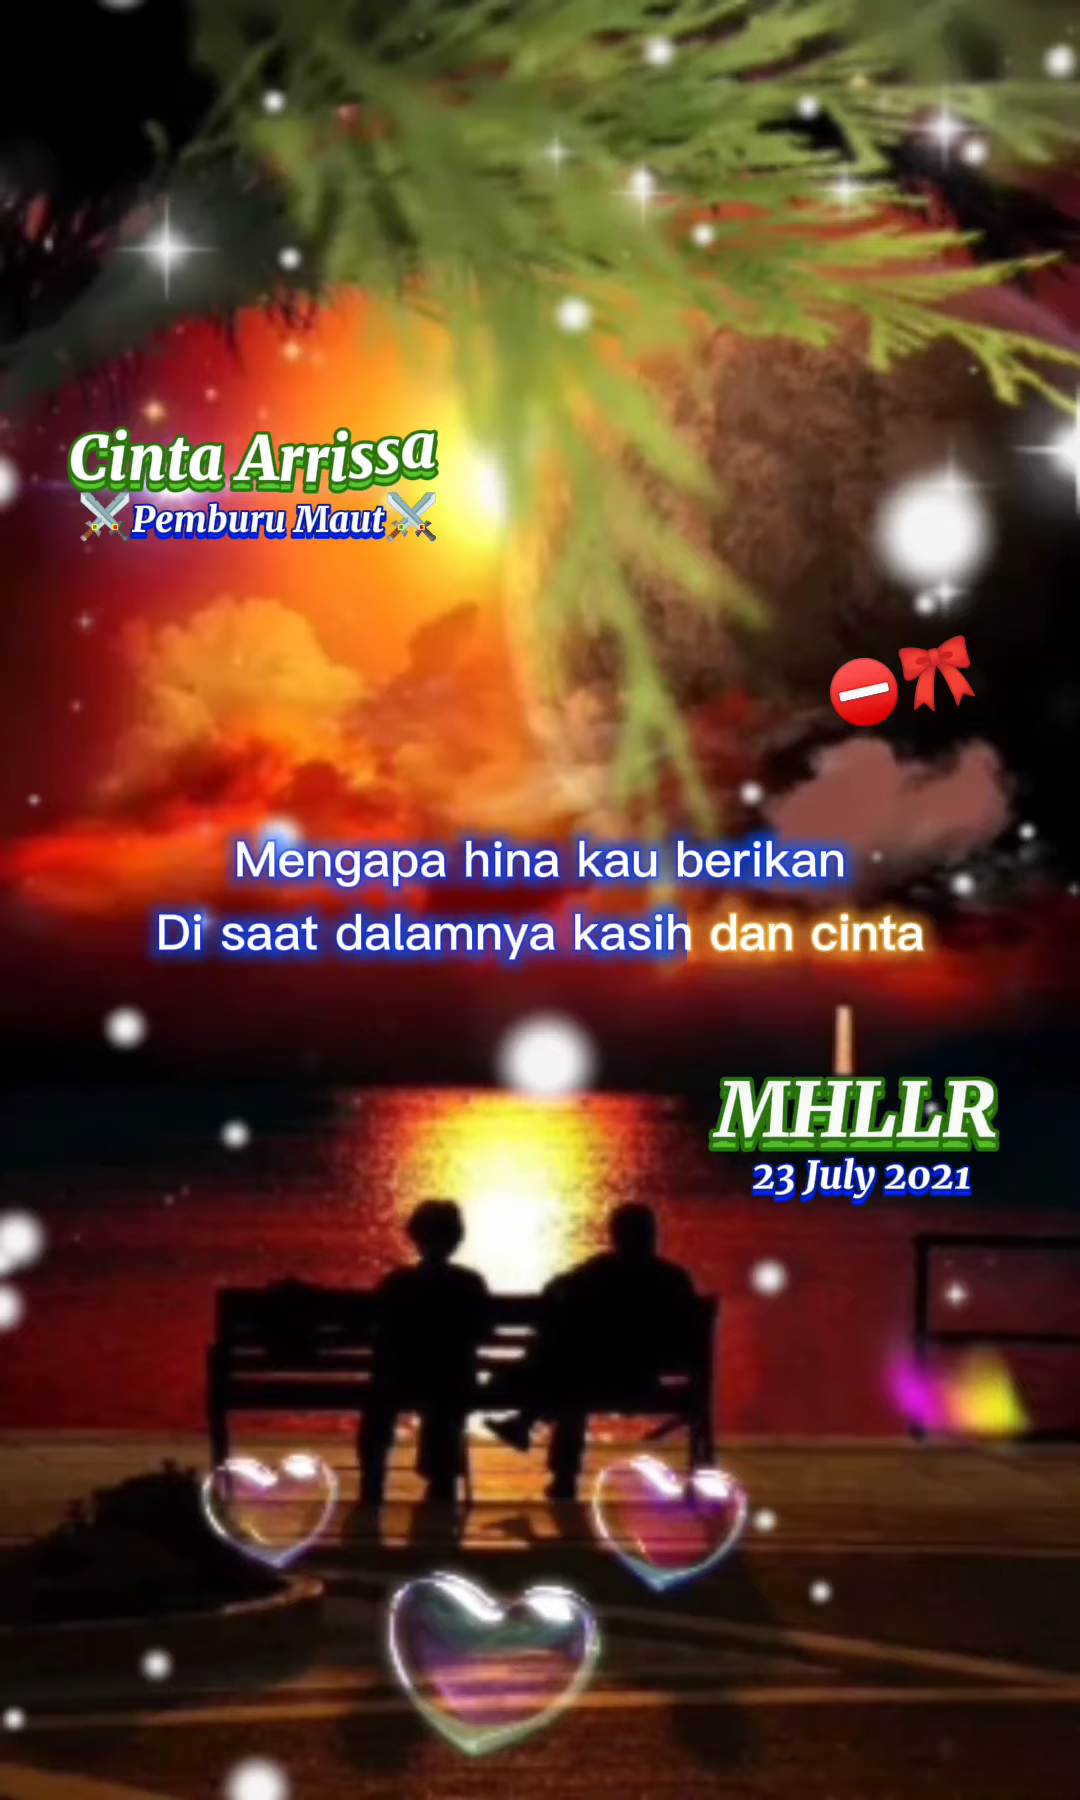 Cinta Arrissa
⚔Pemburu Maut⚔
Mengapa hina kau berikan
Di saat dalamnya kasih dan cinta
MHLLR
23 July 2021